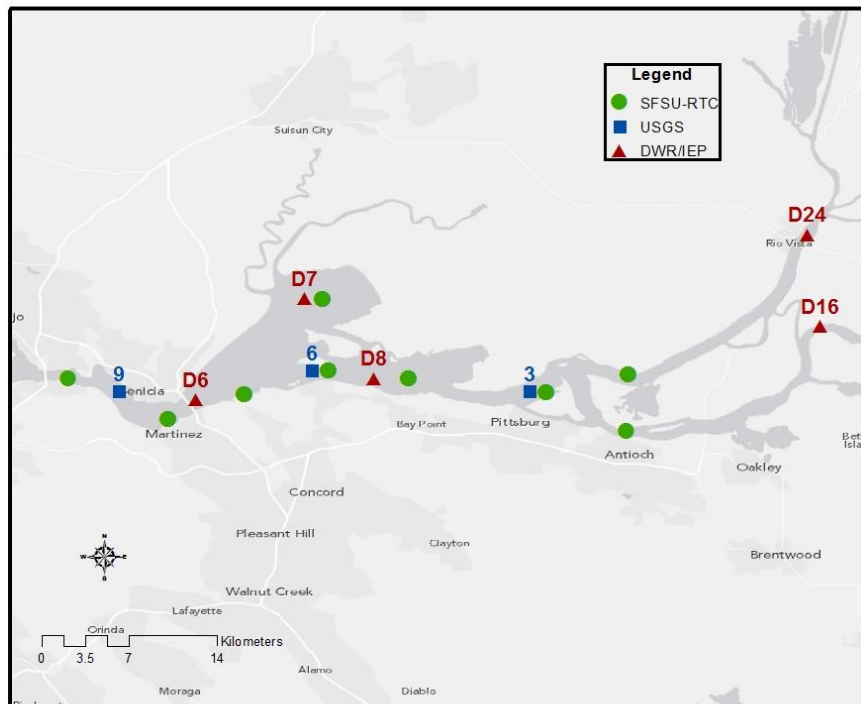 Legend
SFSU-RTC
USGS
DWR/IEP
Suisun City
D24
Rio Vista
D7
D16
jo
6
D8
3
9
D6
enicia
Martinez
Bay Point
Pittsburg
Antioch
Bet
Isla
Oakley
Concord
Pleasant Hill
Clayton
Brentwood
N
W
E
S
Walnut Creek
Lafayette
Orinda
Kilometers
0 3.5 7 14
Alamo
Moraga
Diablo